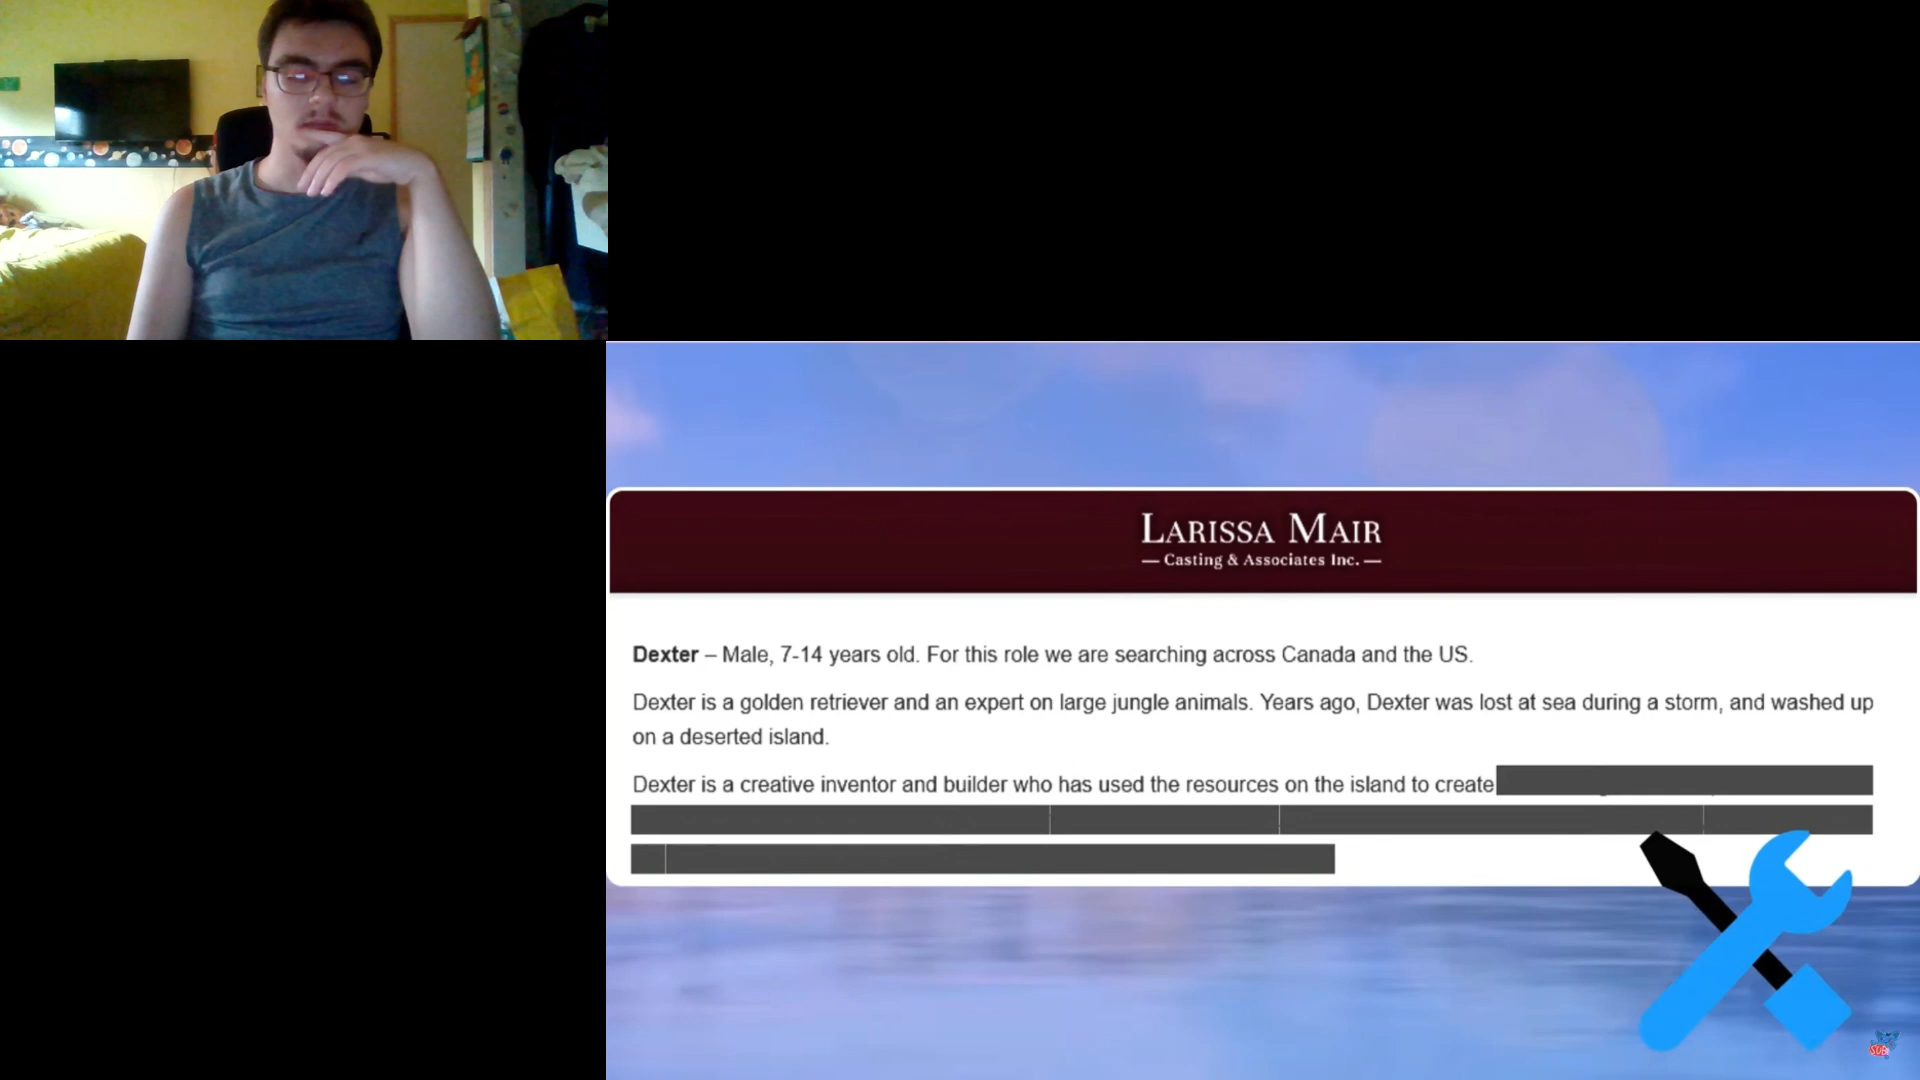 LARISSA MAIR
— Casting & Associates Inc. —
Dexter – Male, 7-14 years old. For this role we are searching across Canada and the US.
Dexter is a golden retriever and an expert on large jungle animals. Years ago, Dexter was lost at sea during a storm, and washed up
on a deserted island.
Dexter is a creative inventor and builder who has used the resources on the island to create
SUB